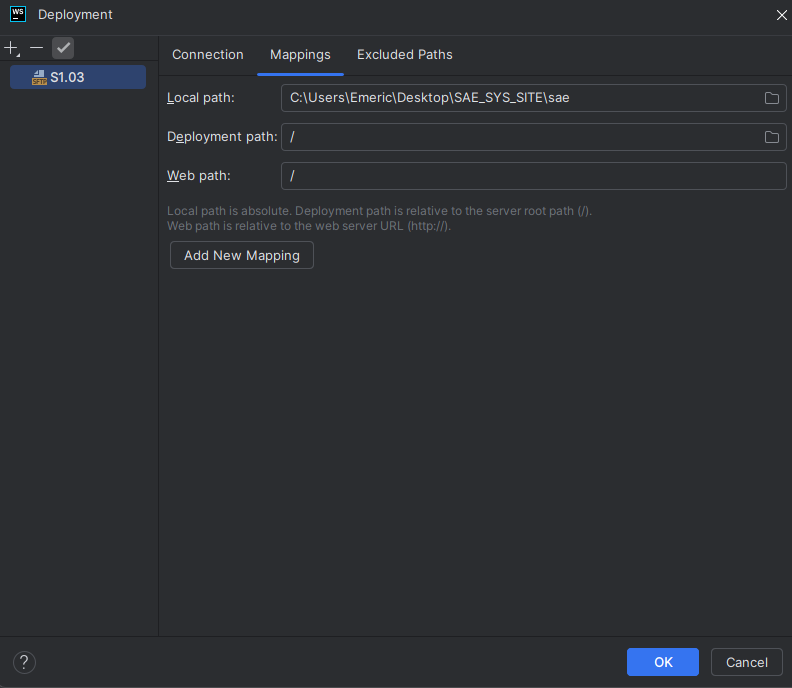 WS Deployment
Connection Mappings Excluded Paths
SFTP S1.03
Local path: C:\Users\Emeric\Desktop\SAE_SYS_SITE\sae
Deployment path: /
Web path: /
Local path is absolute. Deployment path is relative to the server root path (/).
Web path is relative to the web server URL (http://).
Add New Mapping
? OK Cancel